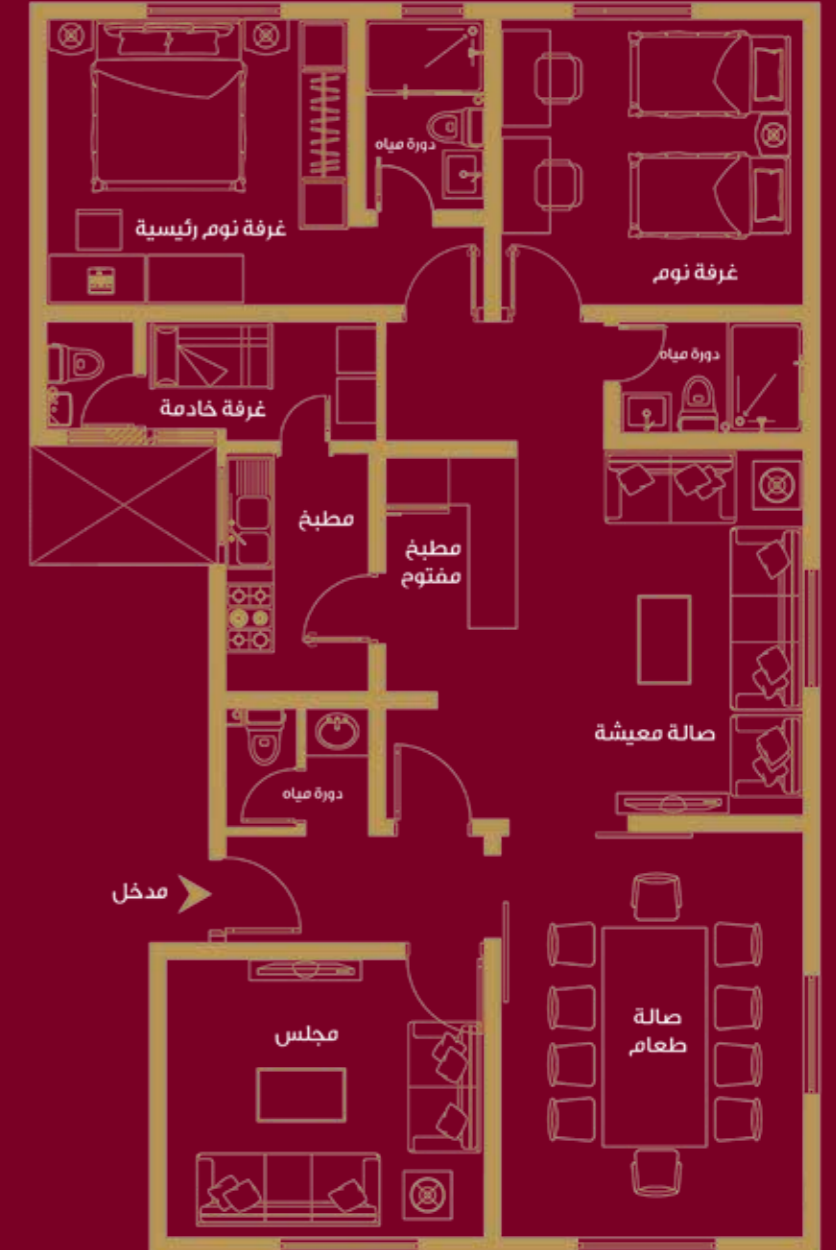 دورة مياه
غرفة نوم رئيسية
غرفة نوم
دورة مياه
غرفة خادمة
مطبخ
مطبخ
مفتوح
صالة معيشة
دورة مياه
مدخل
صالة
طعام
مجلس